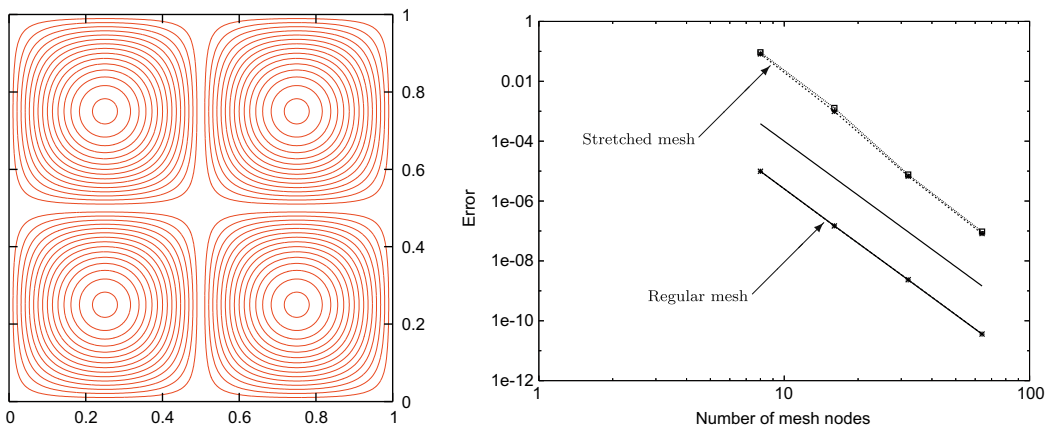 1
0.8
0.6
0.4
0.2
0
0 0.2 0.4 0.6 0.8 1
Error
1
0.01
1e-04
1e-06
1e-08
1e-10
1e-12
Stretched mesh
Regular mesh
1 10 100
Number of mesh nodes